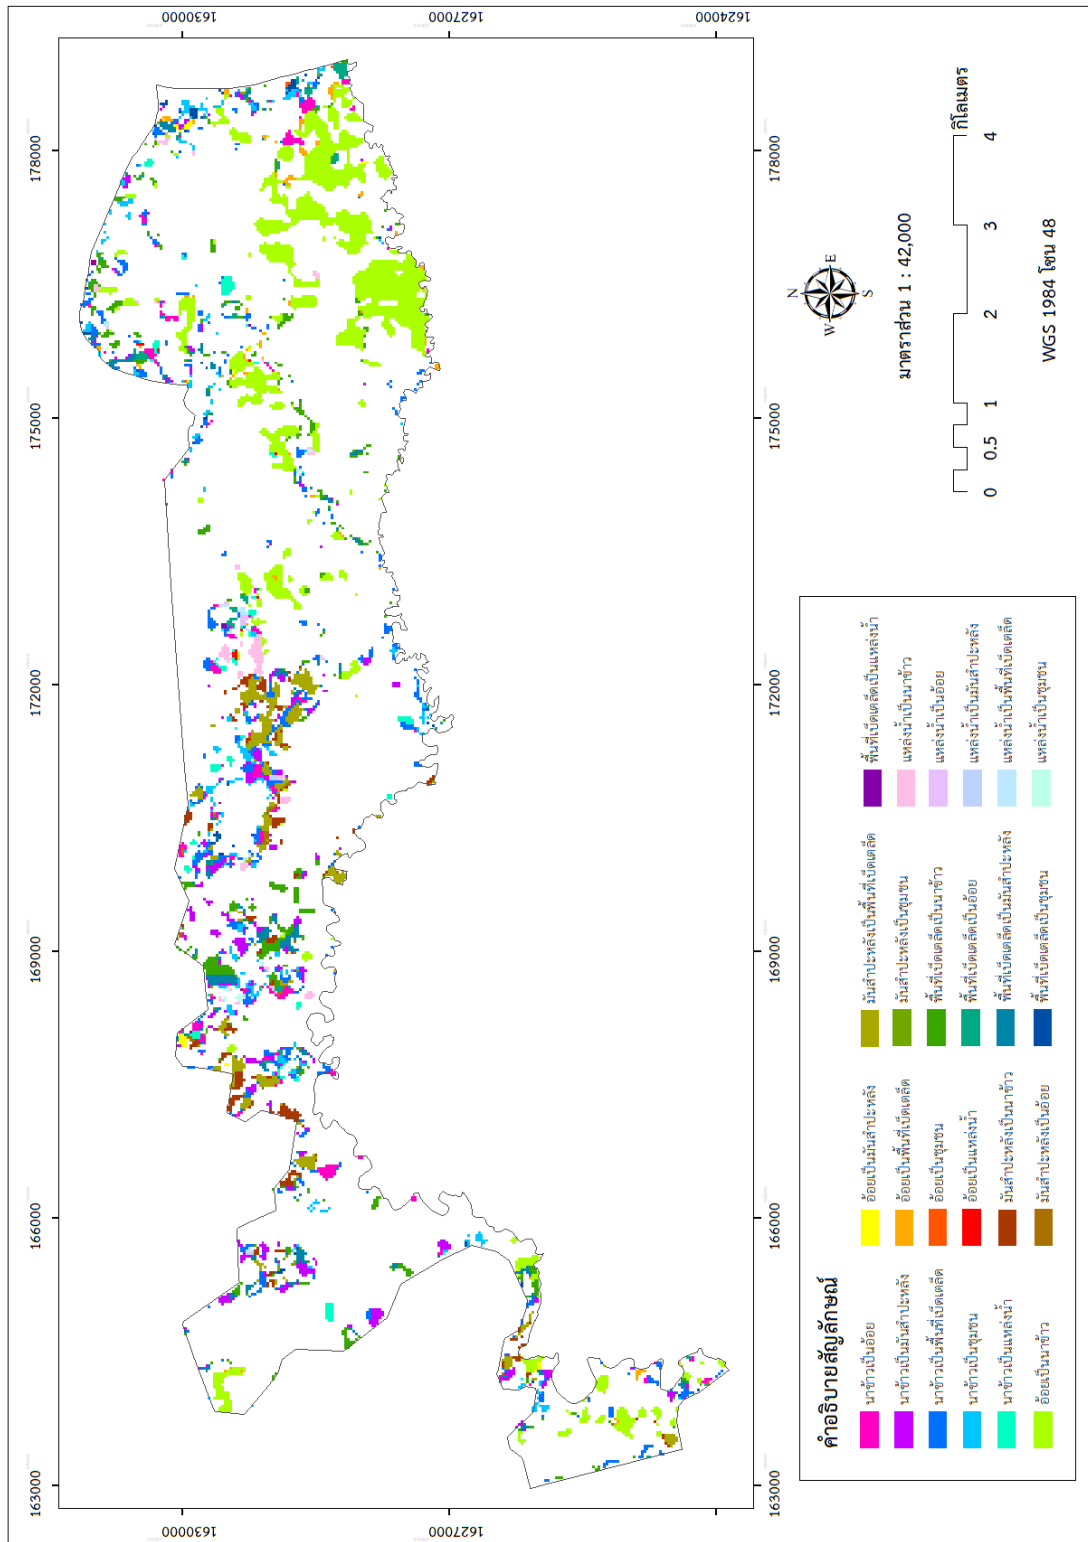 1630000
1627000
1624000
178000
175000
172000
169000
166000
163000
178000
175000
172000
169000
166000
163000
1630000
1627000
1624000
N
E
S
W
มาตราส่วน 1 : 42,000
กิโลเมตร
0 0.5 1 2 3 4
WGS 1984 โซน 48
คำอธิบายสัญลักษณ์
นาข้าวเป็นอ้อย
นาข้าวเป็นมันสำปะหลัง
นาข้าวเป็นพื้นที่เบ็ดเตล็ด
นาข้าวเป็นชุมชน
นาข้าวเป็นแหล่งน้ำ
อ้อยเป็นนาข้าว
อ้อยเป็นมันสำปะหลัง
อ้อยเป็นพื้นที่เบ็ดเตล็ด
อ้อยเป็นชุมชน
อ้อยเป็นแหล่งน้ำ
มันสำปะหลังเป็นนาข้าว
มันสำปะหลังเป็นอ้อย
มันสำปะหลังเป็นพื้นที่เบ็ดเตล็ด
มันสำปะหลังเป็นชุมชน
พื้นที่เบ็ดเตล็ดเป็นนาข้าว
พื้นที่เบ็ดเตล็ดเป็นอ้อย
พื้นที่เบ็ดเตล็ดเป็นมันสำปะหลัง
พื้นที่เบ็ดเตล็ดเป็นชุมชน
พื้นที่เบ็ดเตล็ดเป็นแหล่งน้ำ
แหล่งน้ำเป็นนาข้าว
แหล่งน้ำเป็นอ้อย
แหล่งน้ำเป็นมันสำปะหลัง
แหล่งน้ำเป็นพื้นที่เบ็ดเตล็ด
แหล่งน้ำเป็นชุมชน